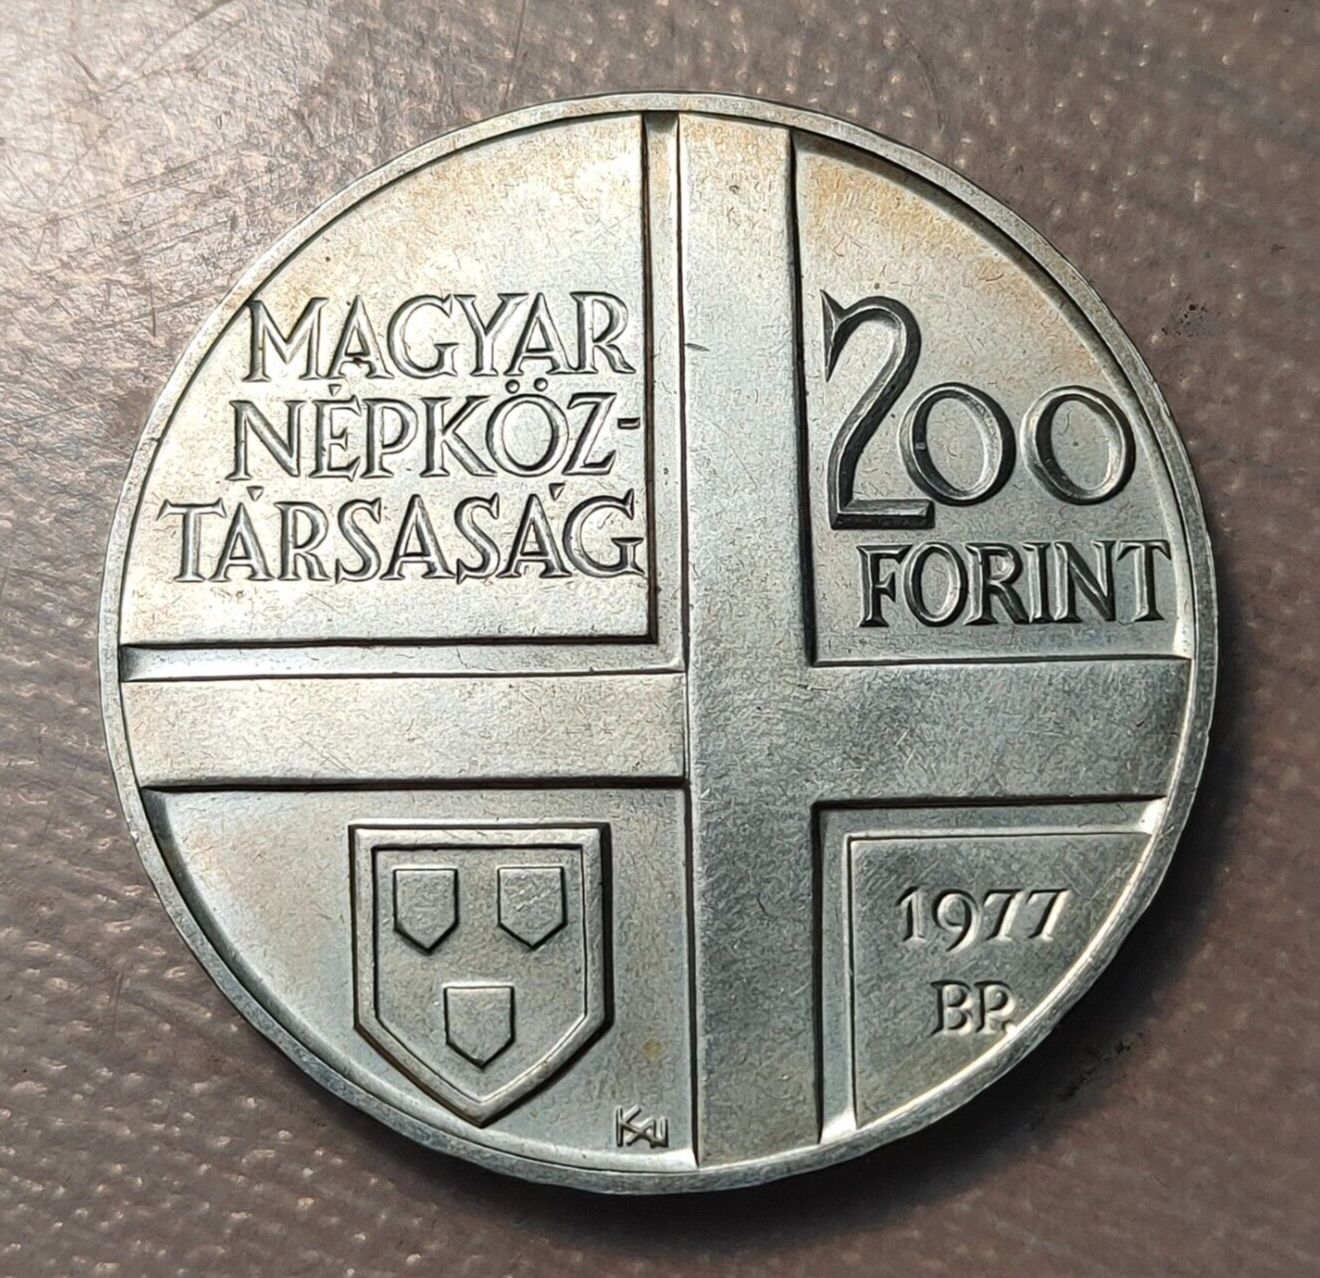 MAGYAR
NÉPKÖZ-
TÁRSASÁG
200
FORINT
1977
BP.